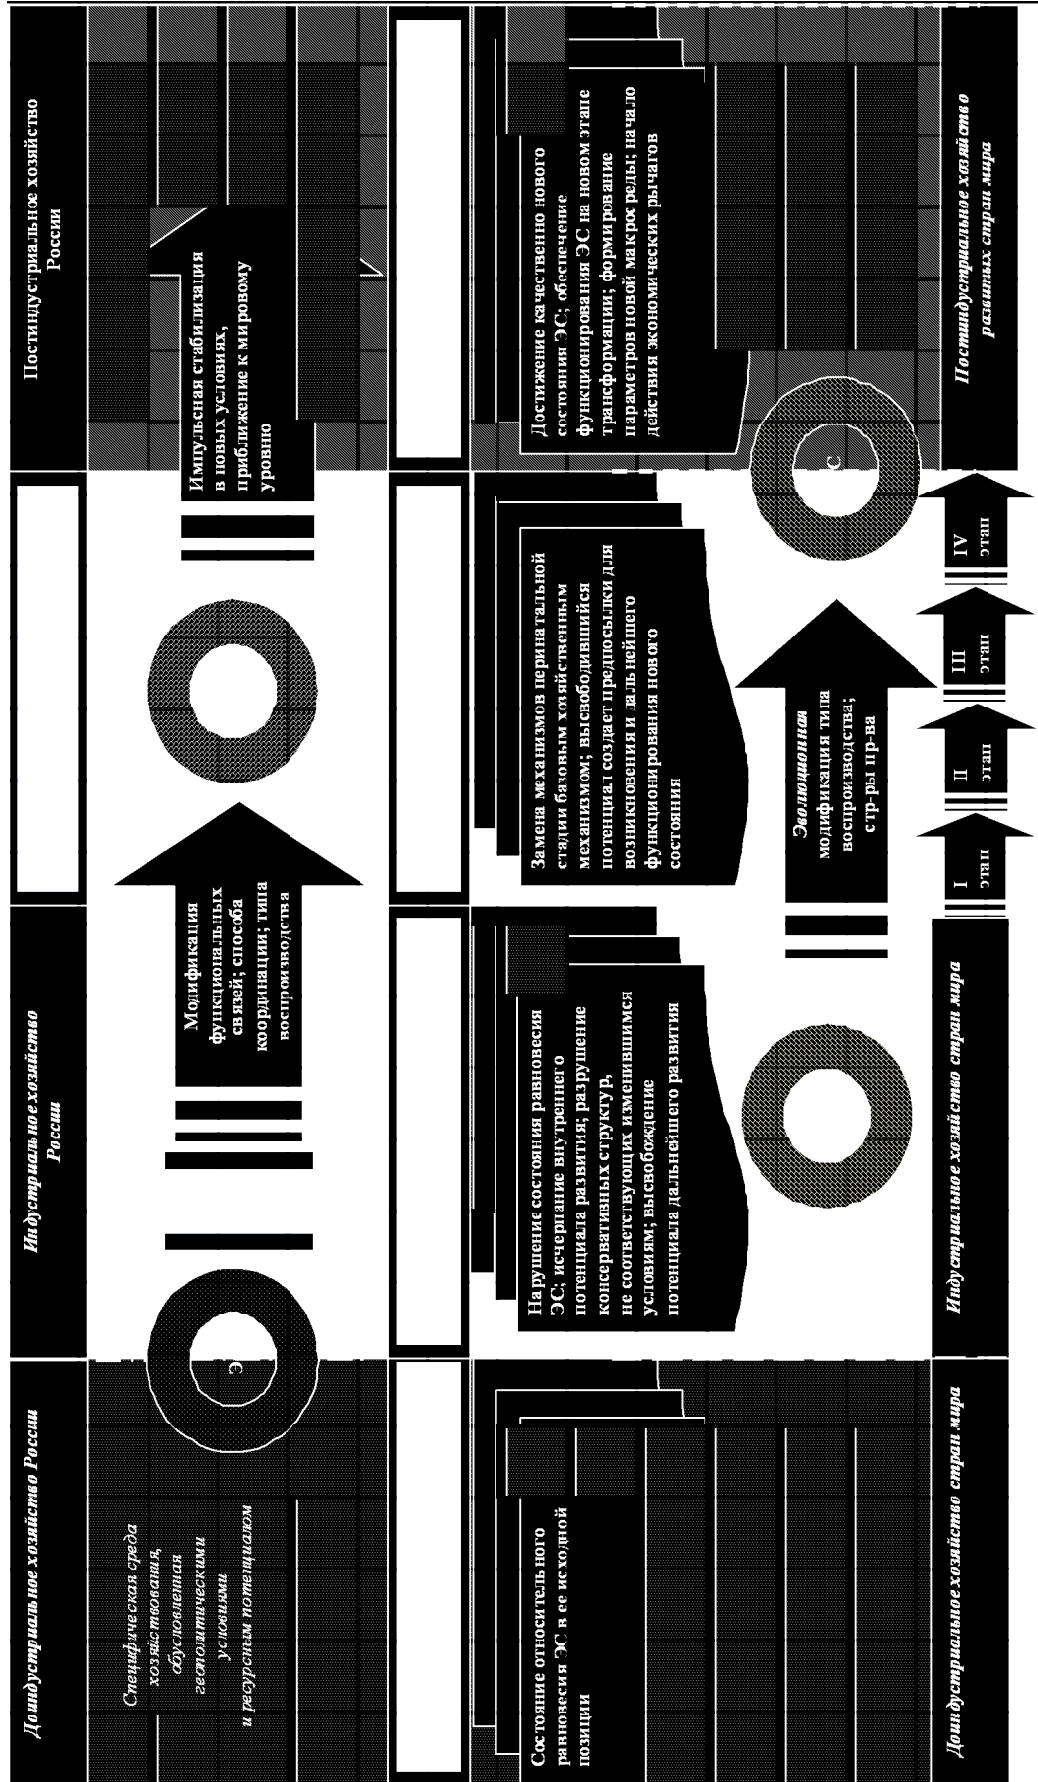 Доиндустриальное хозяйство России
Индустриальное хозяйство
России
Постиндустриальное хозяйство
России
Специфическая среда
хозяйствования,
обусловленная
геополитическими
условиями
и ресурсным потенциалом
Э
Модификация
функциональных
связей; способа
координации; типа
воспроизводства
Импульсная стабилизация
в новых условиях,
приближение к мировому
уровню
Состояние относительного
равновесия ЭС в ее исходной
позиции
Нарушение состояния равновесия
ЭС; исчерпание внутреннего
потенциала развития; разрушение
консервативных структур,
не соответствующих изменившимся
условиям; высвобождение
потенциала дальнейшего развития
Замена механизмов перинатальной
стадии базовым хозяйственным
механизмом; высвободившийся
потенциал создает предпосылки для
возникновения и дальнейшего
функционирования нового
состояния
Достижение качественно нового
состояния ЭС; обеспечение
функционирования ЭС на новом этапе
трансформации; формирование
параметров новой макросреды; начало
действия экономических рычагов
Эволюционная
модификация типа
воспроизводства;
стр-ры пр-ва
С
Доиндустриальное хозяйство стран мира
Индустриальное хозяйство стран мира
I
этап
II
этап
III
этап
IV
этап
Постиндустриальное хозяйство
развитых стран мира